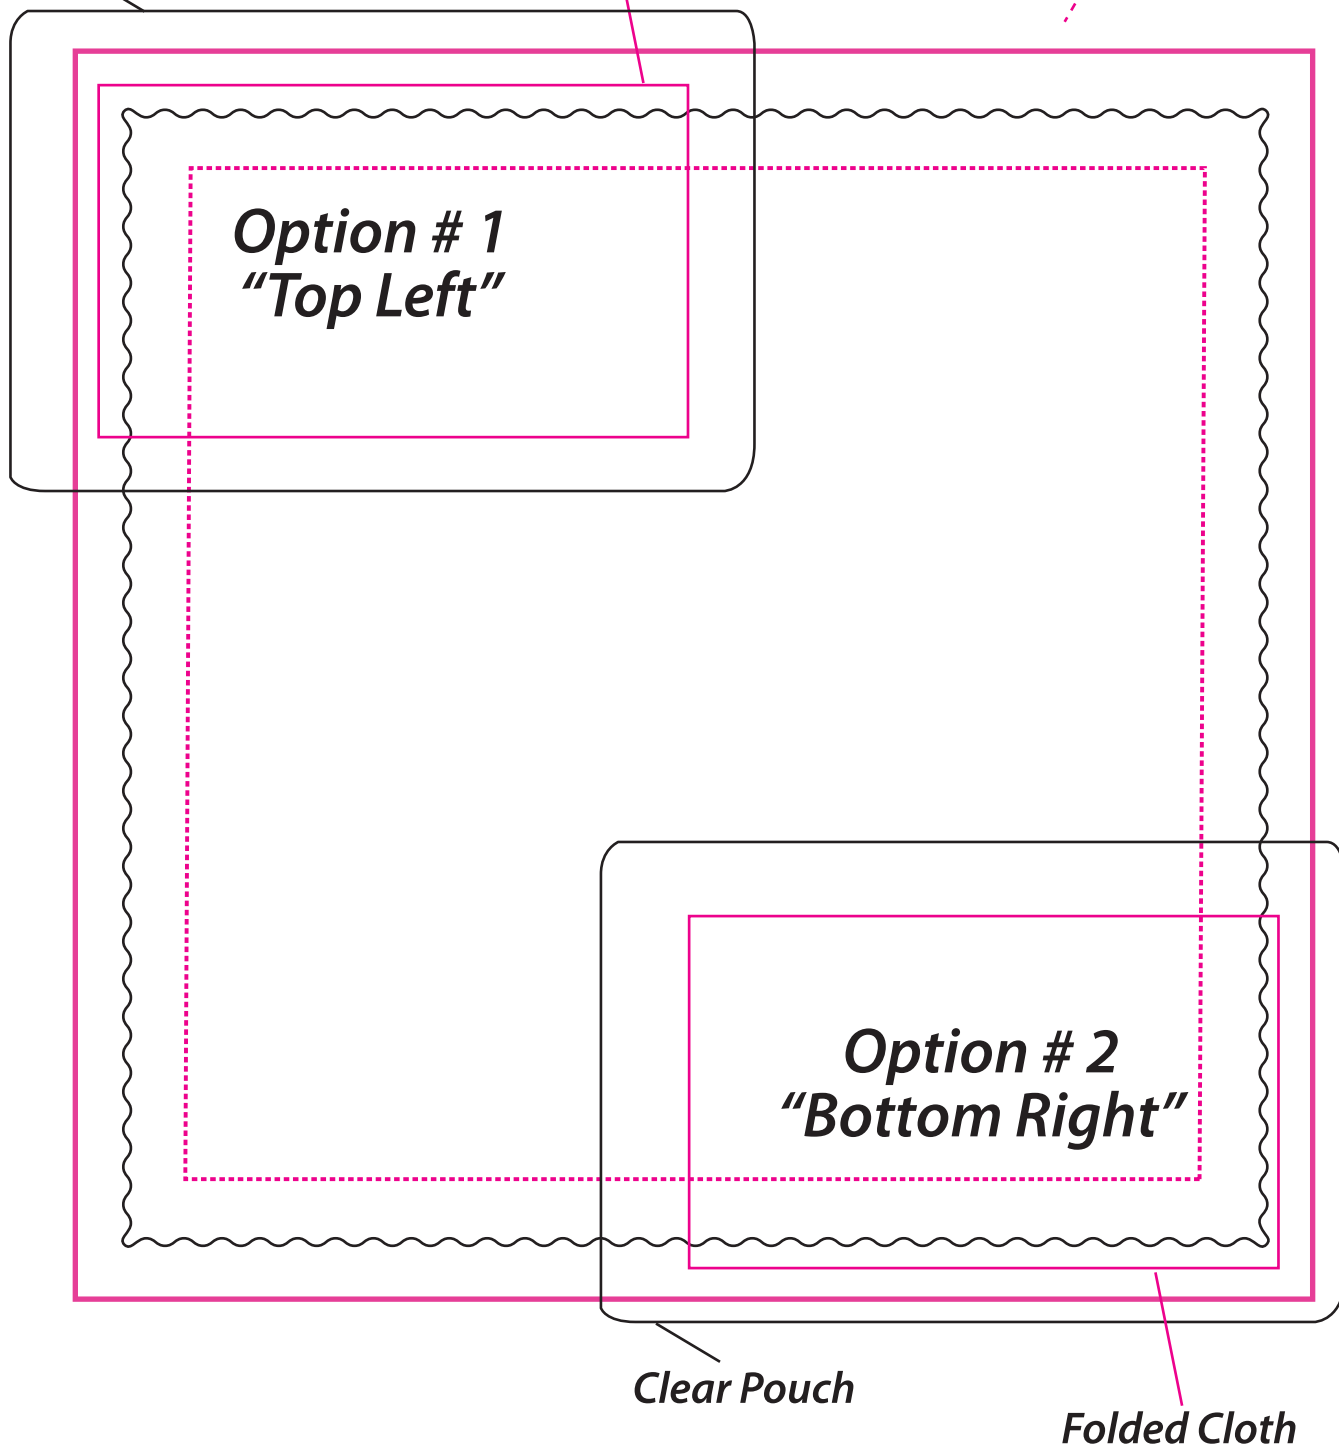 Option # 1
“Top Left”
Option # 2
“Bottom Right”
Clear Pouch
Folded Cloth